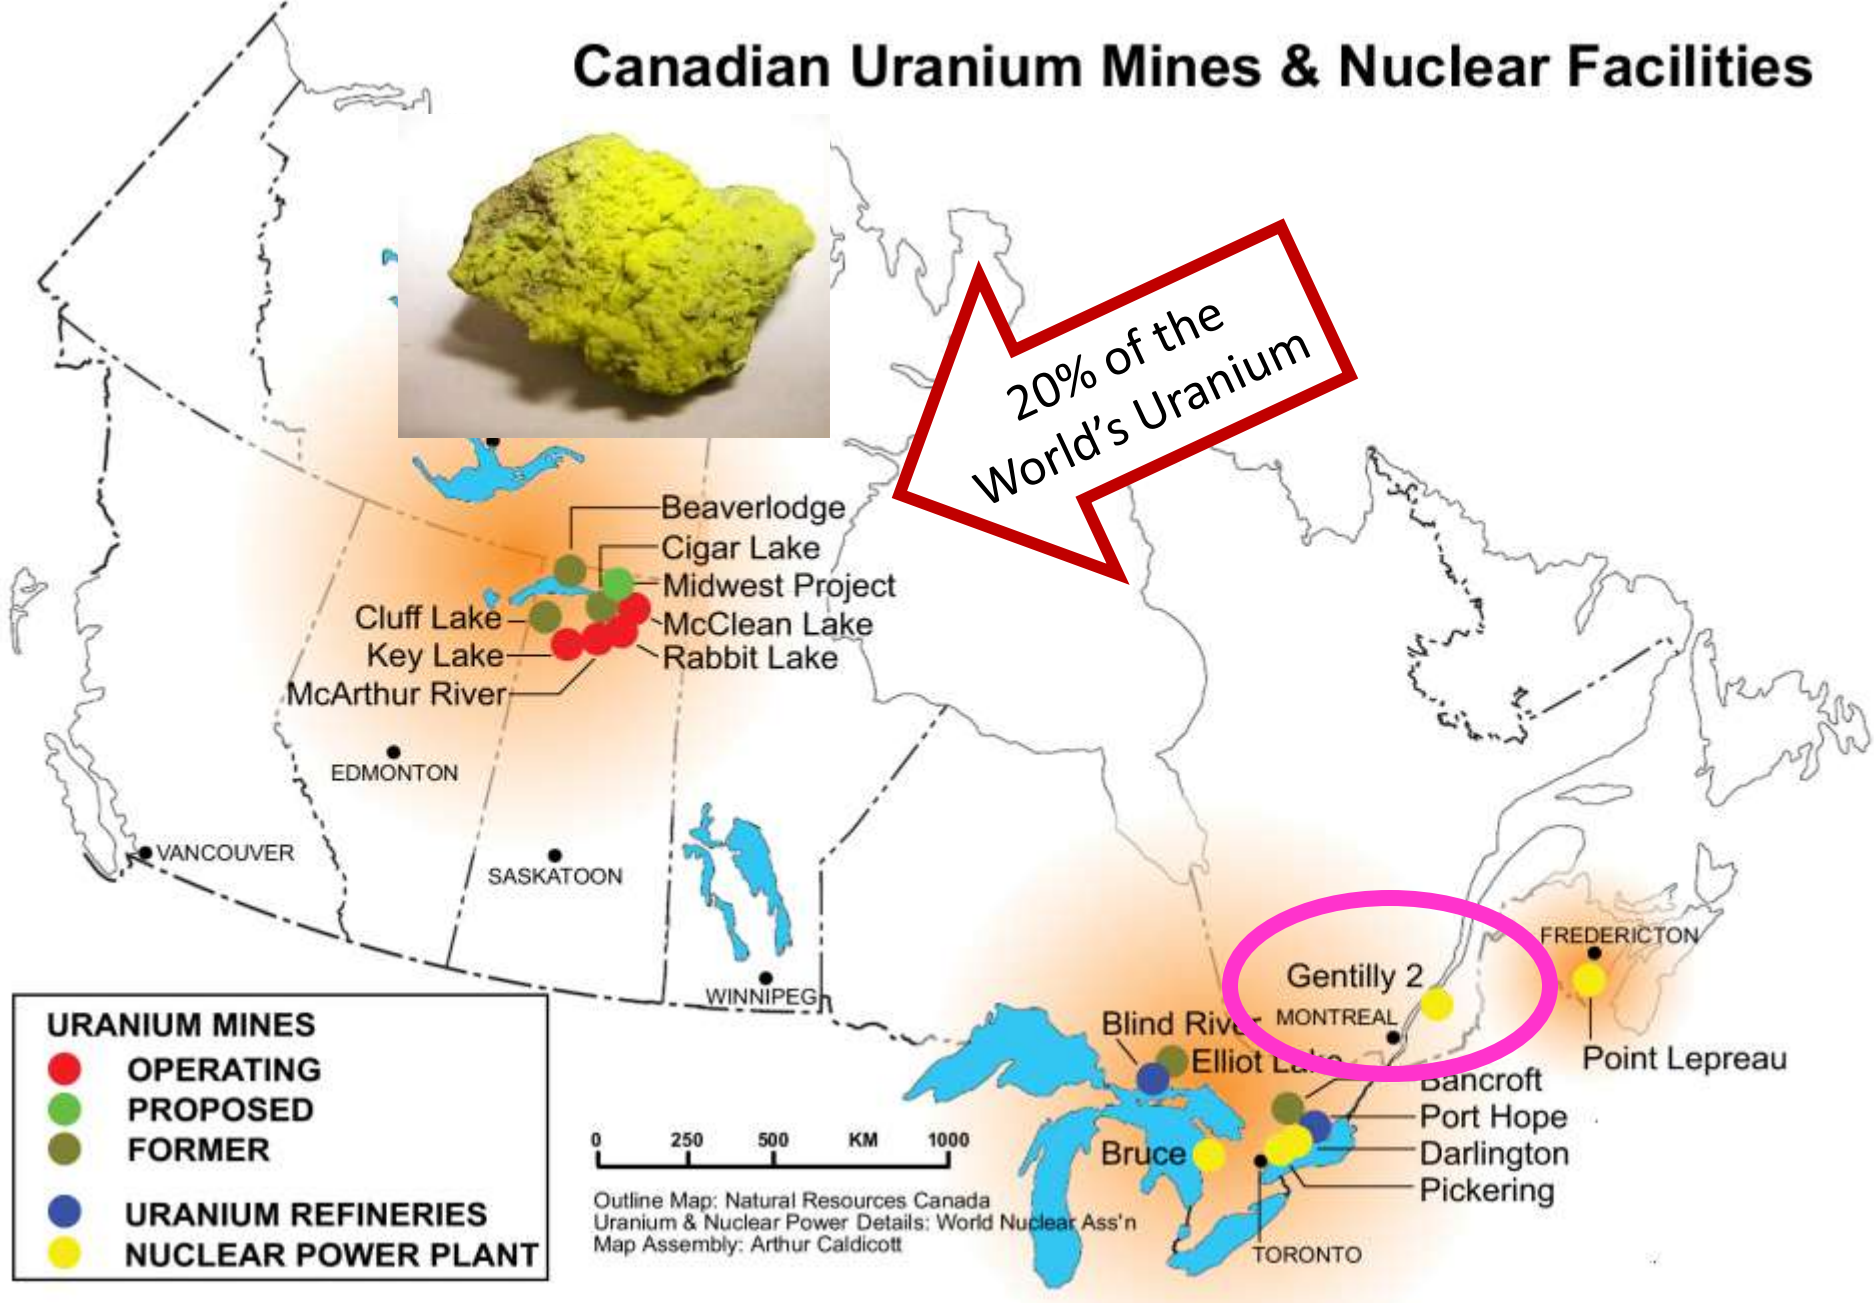 Canadian Uranium Mines & Nuclear Facilities
20% of the
World's Uranium
Beaverlodge
Cigar Lake
Midwest Project
Cluff Lake
McClean Lake
Key Lake
Rabbit Lake
McArthur River
EDMONTON
VANCOUVER
SASKATOON
WINNIPEG
FREDERICTON
Gentilly 2
MONTREAL
Blind River
Elliot Lake
Point Lepreau
Bancroft
Port Hope
Bruce
Darlington
Pickering
TORONTO
URANIUM MINES
OPERATING
PROPOSED
FORMER
URANIUM REFINERIES
NUCLEAR POWER PLANT
0 250 500 KM 1000
Outline Map: Natural Resources Canada
Uranium & Nuclear Power Details: World Nuclear Ass'n
Map Assembly: Arthur Caldicott